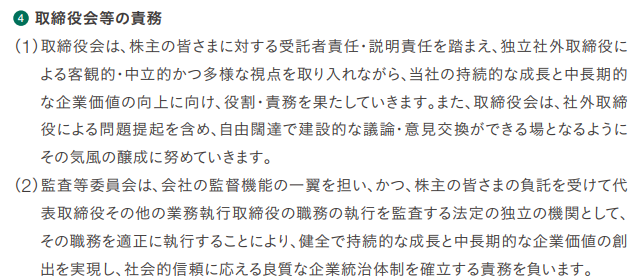 4 取締役会等の責務
(1)取締役会は、株主の皆さまに対する受託者責任・説明責任を踏まえ、独立社外取締役に
よる客観的・中立的かつ多様な視点を取り入れながら、当社の持続的な成長と中長期的
な企業価値の向上に向け、役割・責務を果たしていきます。また、取締役会は、社外取締
役による問題提起を含め、自由闊達で建設的な議論・意見交換ができる場となるように
その気風の醸成に努めていきます。
(2)監査等委員会は、会社の監督機能の一翼を担い、かつ、株主の皆さまの負託を受けて代
表取締役その他の業務執行取締役の職務の執行を監査する法定の独立の機関として、
その職務を適正に執行することにより、健全で持続的な成長と中長期的な企業価値の創
出を実現し、社会的信頼に応える良質な企業統治体制を確立する責務を負います。